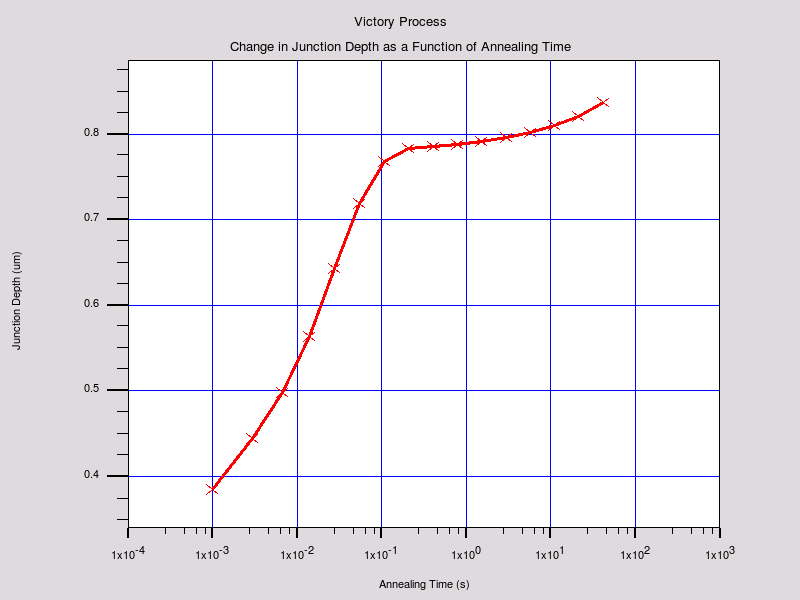 Victory Process
Change in Junction Depth as a Function of Annealing Time
0.8
0.7
0.6
0.5
0.4
Junction Depth (um)
1x10⁻⁴ 1x10⁻³ 1x10⁻² 1x10⁻¹ 1x10⁰ 1x10¹ 1x10² 1x10³
Annealing Time (s)